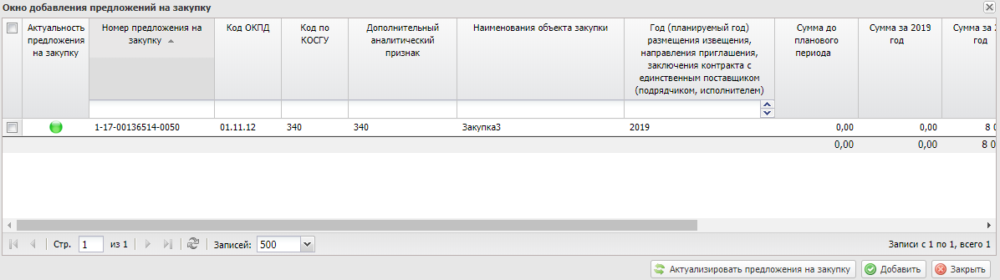 Окно добавления предложений на закупку
Актуальность предложения на закупку
Номер предложения на закупку
Код ОКПД
Код по КОСГУ
Дополнительный аналитический признак
Наименования объекта закупки
Год (планируемый год) размещения извещения, направления приглашения, заключения контракта с единственным поставщиком (подрядчиком, исполнителем)
Сумма до планового периода
Сумма за 2019 год
Сумма за 2 год
1-17-00136514-0050 01.11.12 340 340 Закупка3 2019 0,00 0,00 8 0
0,00 0,00 8 0
Стр. 1 из 1 Записей: 500 Записи с 1 по 1, всего 1
Актуализировать предложения на закупку Добавить Закрыть